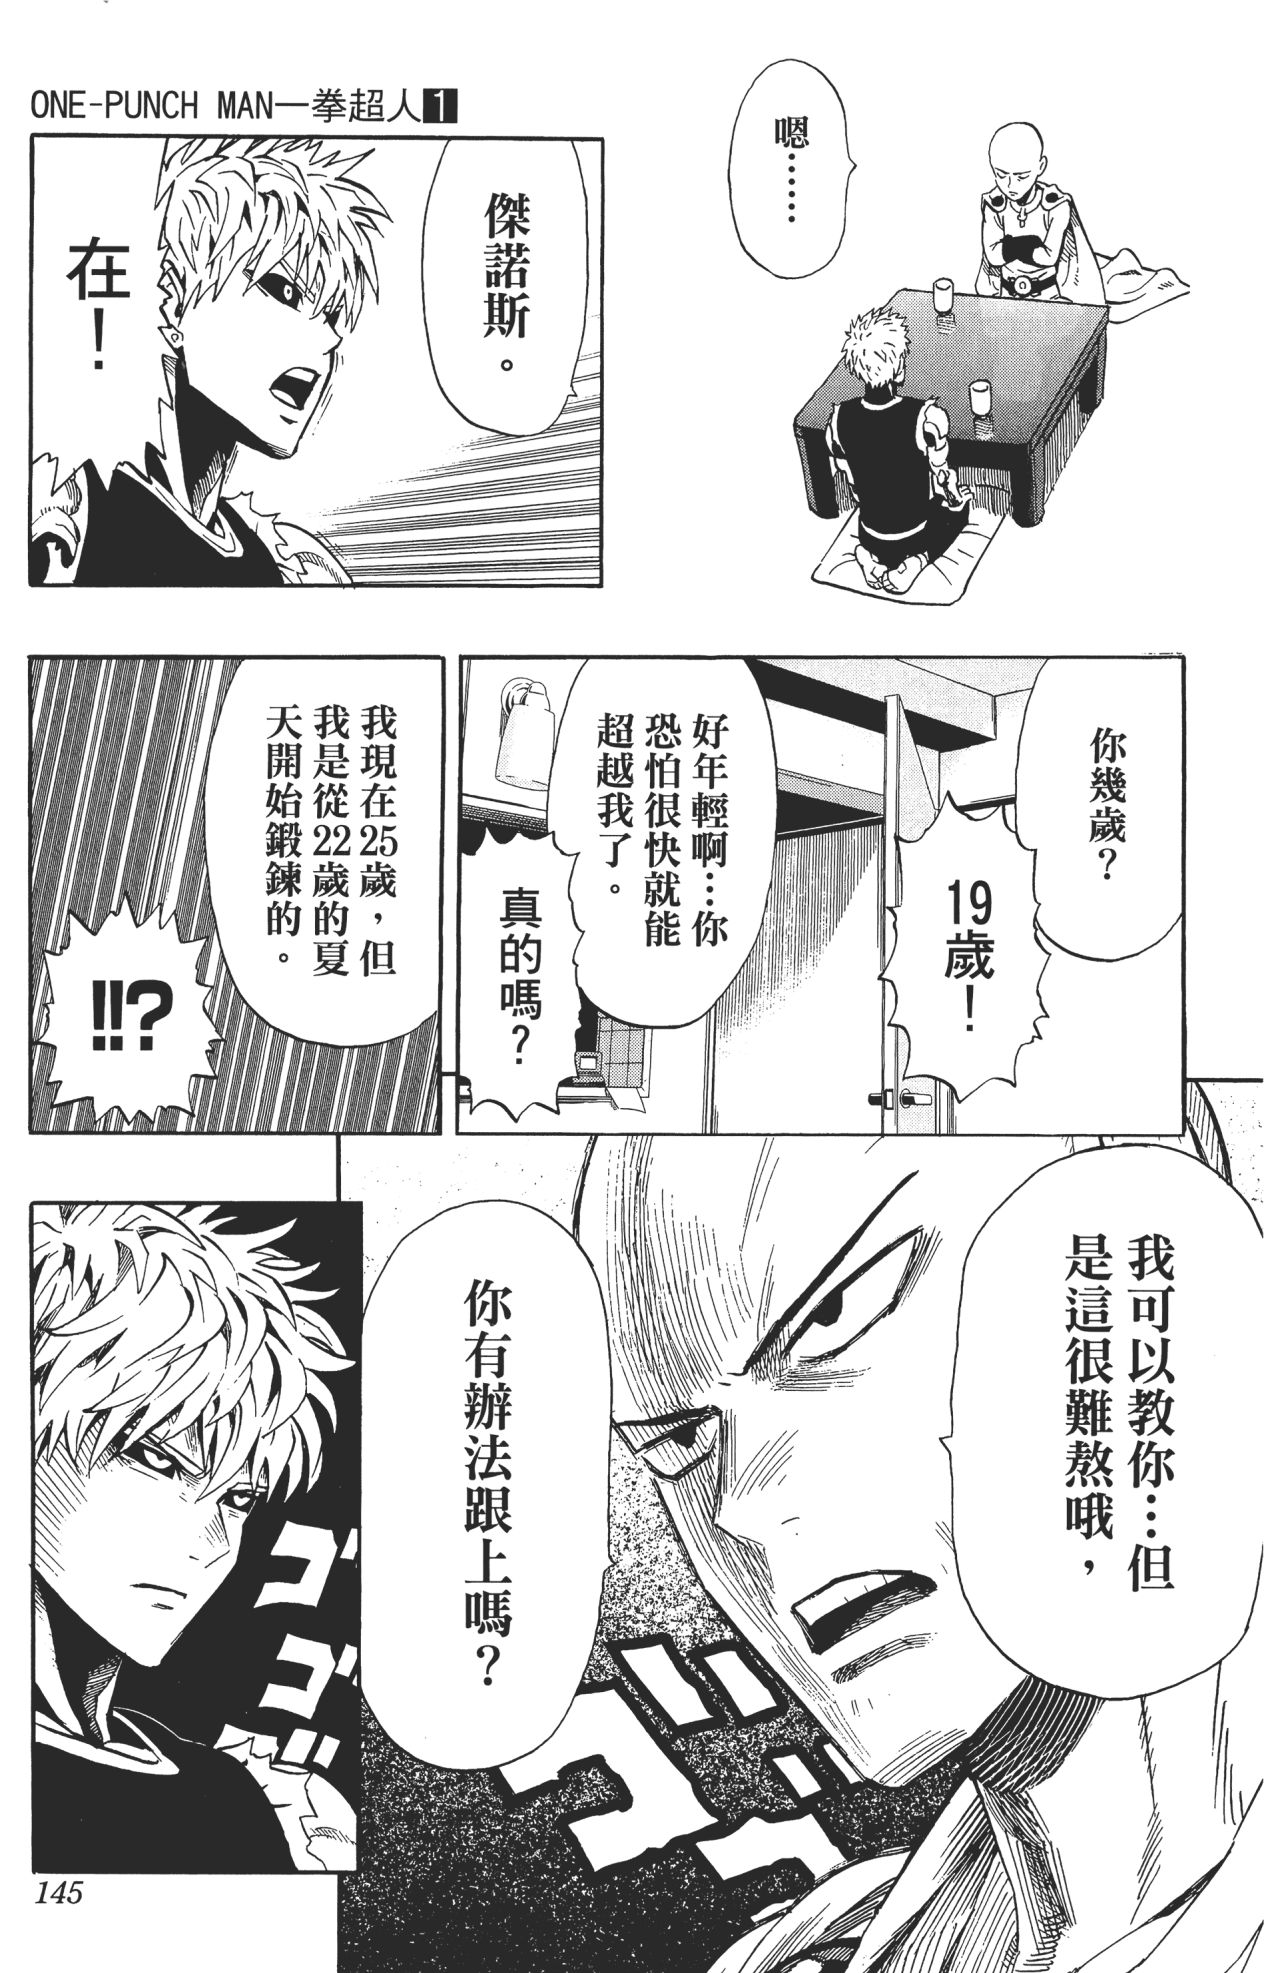 ONE-PUNCH MAN一拳超人1
嗯……
傑諾斯。
在！
你幾歲？
19歲！
好年輕啊…你
恐怕很快就能
超越我了。
真的嗎？
我現在25歲，但
我是從22歲的夏
天開始鍛鍊的。
!!?
我可以教你…但
是這很難熬哦，
你有辦法跟上嗎？
ゴゴゴ
145